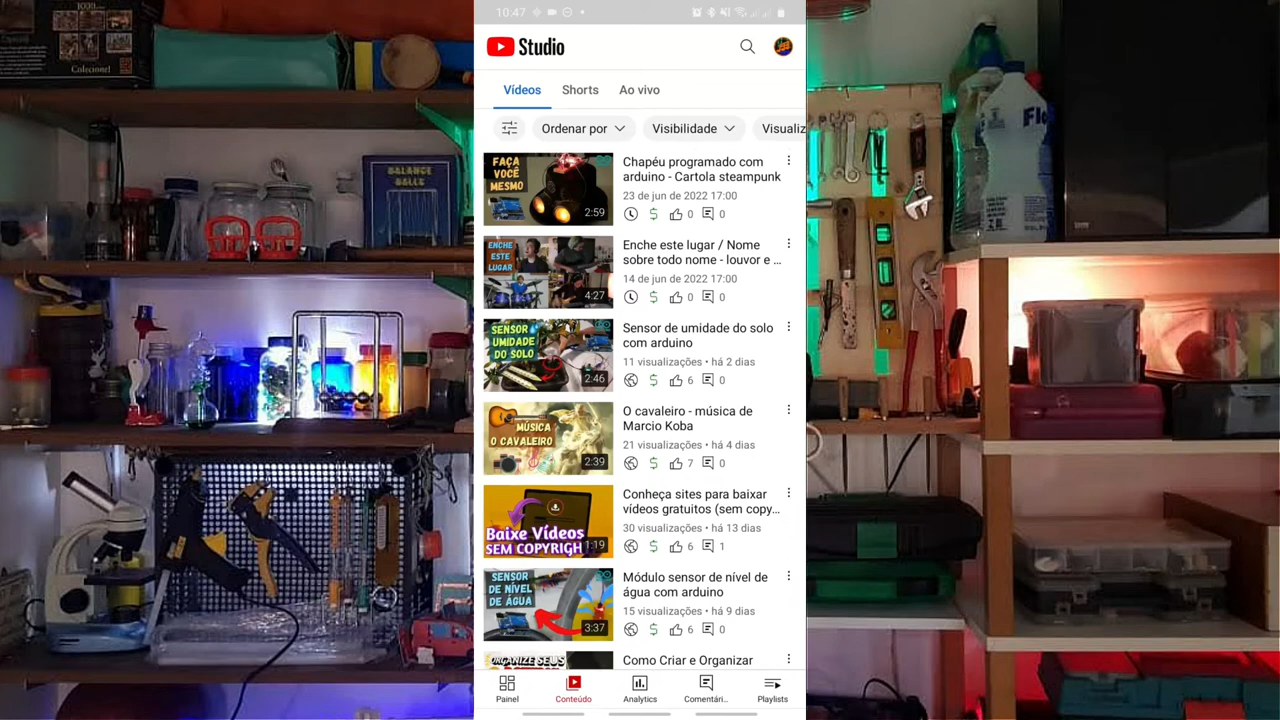 10:47
Studio
Vídeos Shorts Ao vivo
Ordenar por Visibilidade Visualiz
FAÇA
VOCÊ
MESMO
2:59
Chapéu programado com
arduino - Cartola steampunk
23 de jun de 2022 17:00
0 0
ENCHE
ESTE
LUGAR
4:27
Enche este lugar / Nome
sobre todo nome - louvor e ...
14 de jun de 2022 17:00
0 0
SENSOR
UMIDADE
DO SOLO
2:46
Sensor de umidade do solo
com arduino
11 visualizações • há 2 dias
6 0
MÚSICA
O CAVALEIRO
2:39
O cavaleiro - música de
Marcio Koba
21 visualizações • há 4 dias
7 0
Baixe Vídeos
SEM COPYRIGH
1:19
Conheça sites para baixar
vídeos gratuitos (sem copy...
30 visualizações • há 13 dias
6 1
SENSOR
DE NÍVEL
DE ÁGUA
3:37
Módulo sensor de nível de
água com arduino
15 visualizações • há 9 dias
6 0
ORGANIZE SEUS
Como Criar e Organizar
Painel Conteúdo Analytics Comentári... Playlists
1000
Colecione!
BALANCE
BALLS
Flo